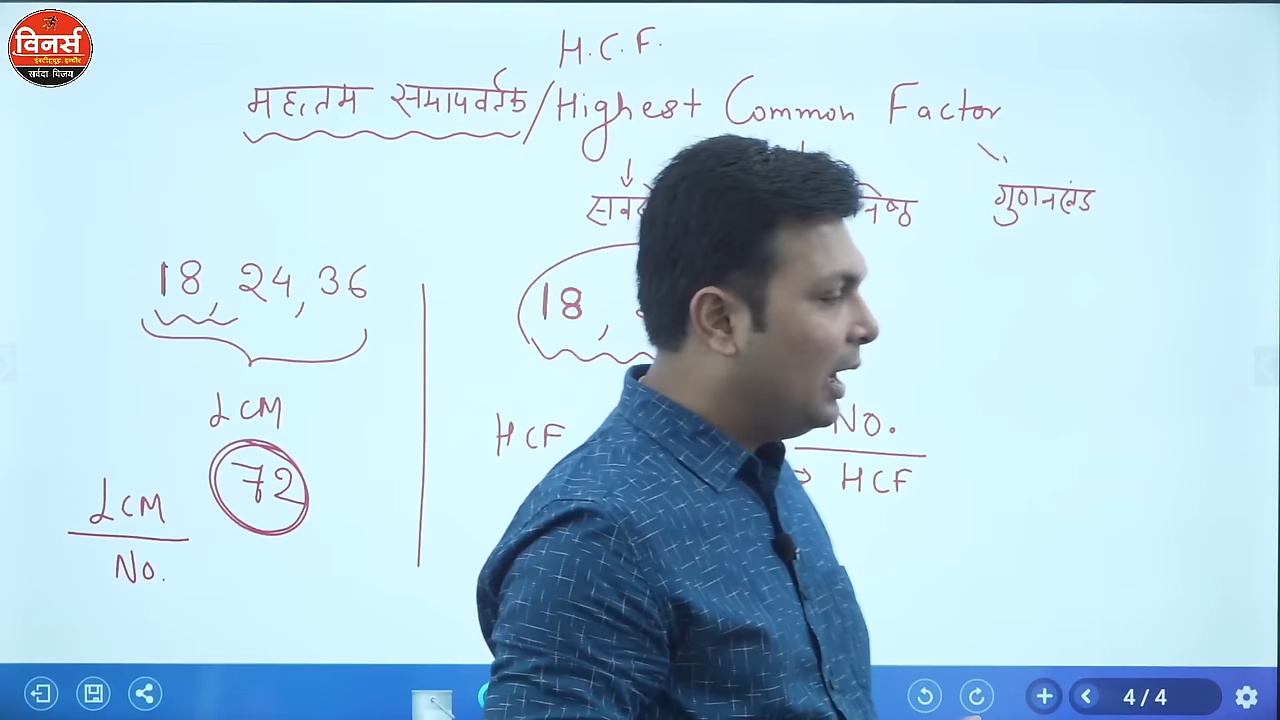 विनर्स
इंस्टीट्यूट, इन्दौर
सर्वदा विजय
H.C.F.
महत्तम समापवर्तक/Highest Common Factor
गुणनखंड
18, 24, 36
18,
LCM
72
HCF
NO.
HCF
LCM
No.
4 / 4